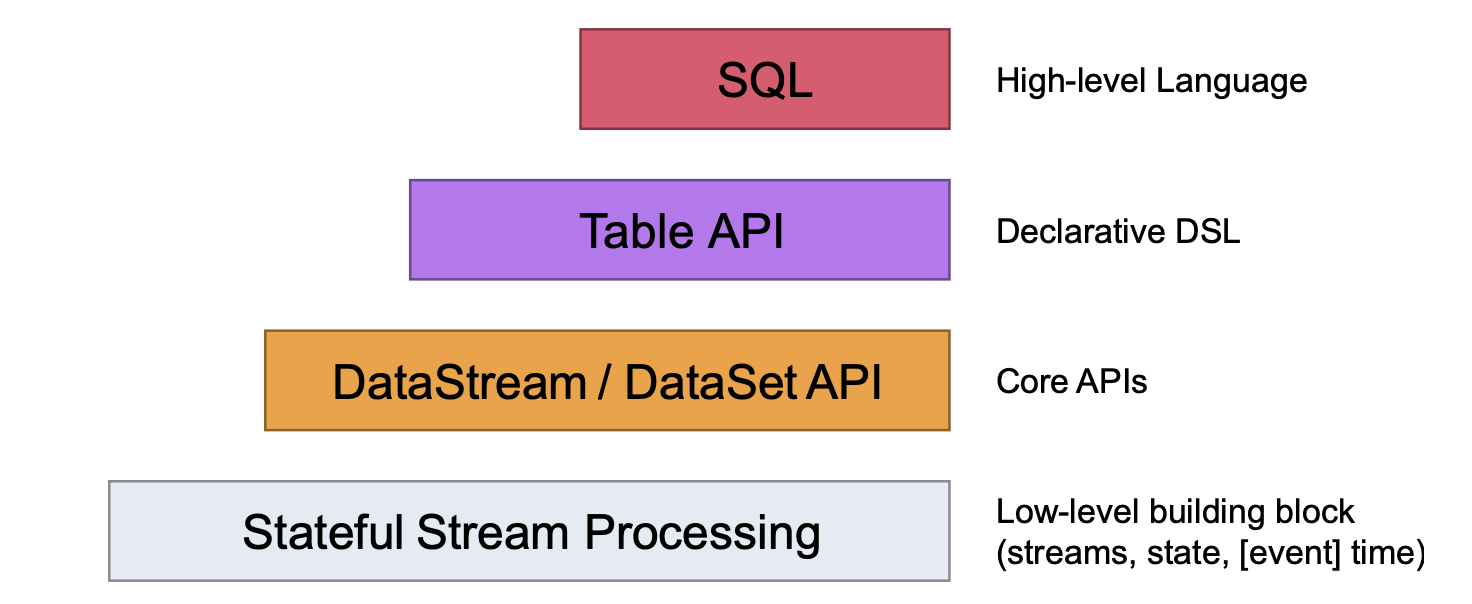 SQL
High-level Language
Table API
Declarative DSL
DataStream / DataSet API
Core APIs
Stateful Stream Processing
Low-level building block
(streams, state, [event] time)